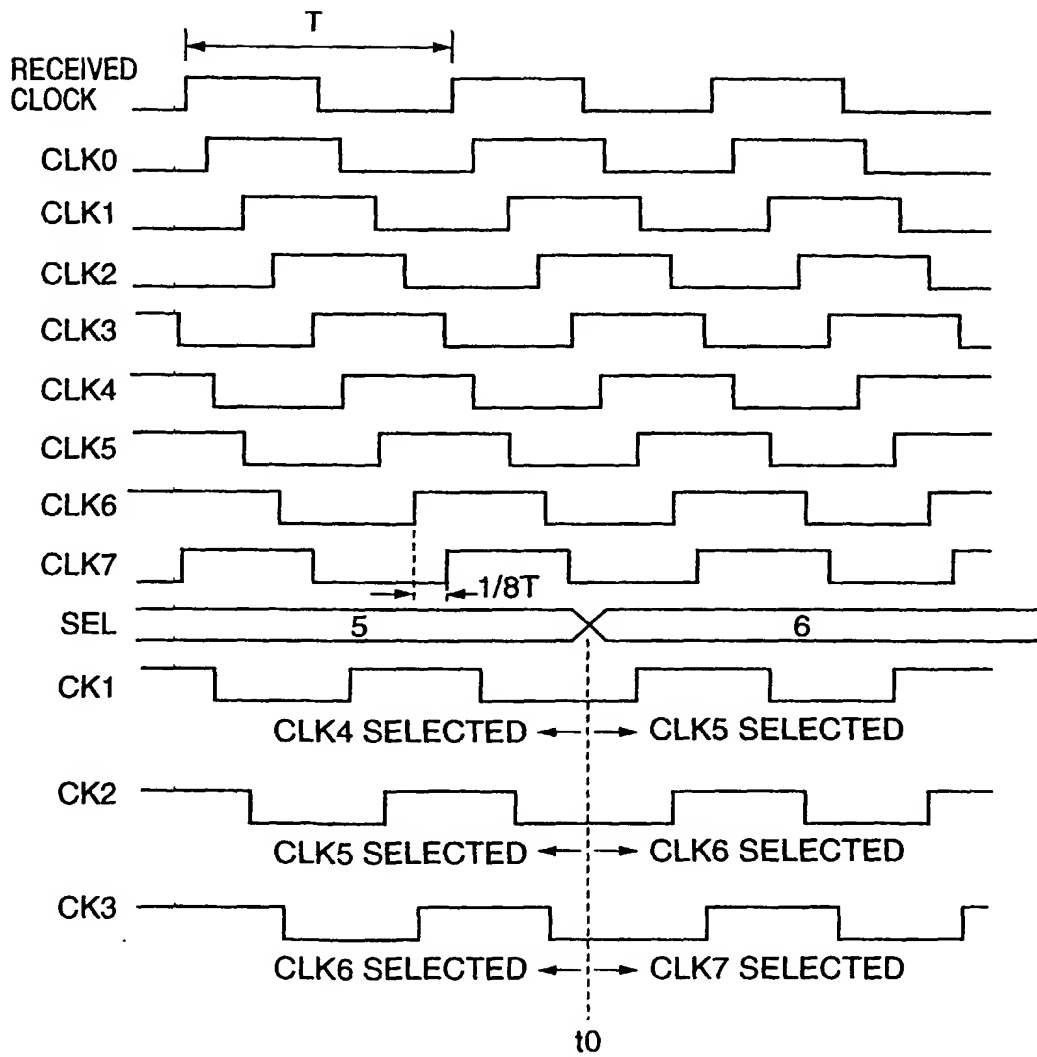 T
RECEIVED
CLOCK
CLK0
CLK1
CLK2
CLK3
CLK4
CLK5
CLK6
CLK7
1/8T
SEL 5 6
CK1
CLK4 SELECTED CLK5 SELECTED
CK2
CLK5 SELECTED CLK6 SELECTED
CK3
CLK6 SELECTED CLK7 SELECTED
t0